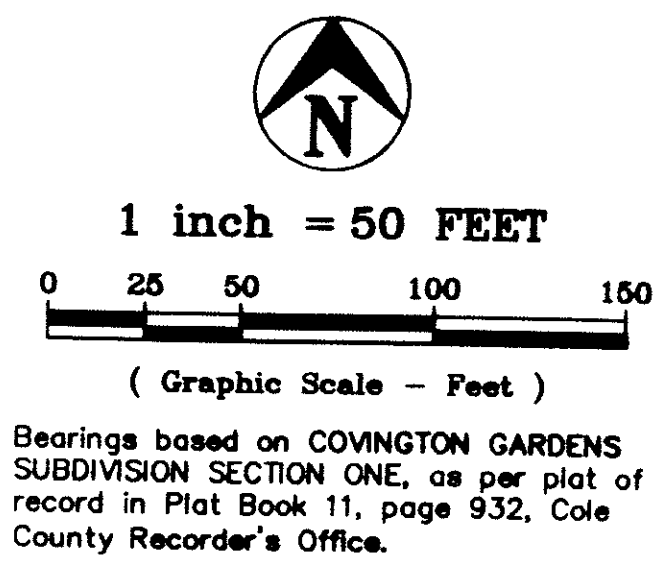 N
1 inch = 50 FEET
0 25 50 100 150
( Graphic Scale - Feet )
Bearings based on COVINGTON GARDENS
SUBDIVISION SECTION ONE, as per plat of
record in Plat Book 11, page 932, Cole
County Recorder's Office.